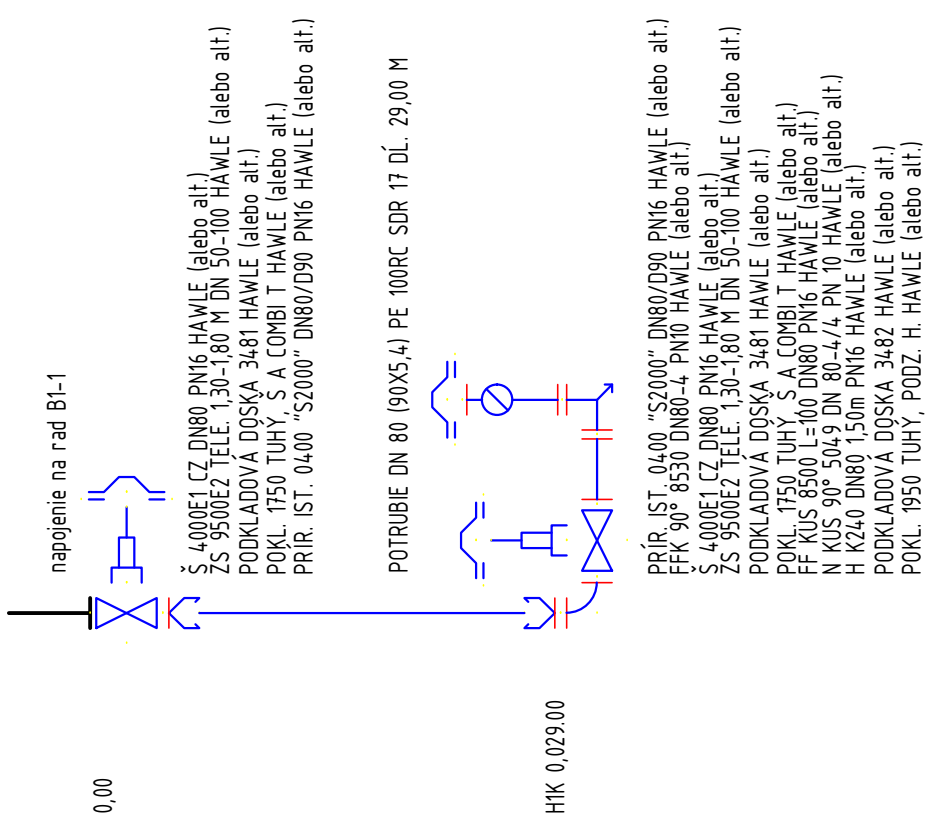 napojenie na rad B1-1
0,00
Š 4000E1 CZ DN80 PN16 HAWLE (alebo alt.)
ZS 9500E2 TELE. 1,30-1,80 M DN 50-100 HAWLE (alebo alt.)
PODKLADOVÁ DOSKA 3481 HAWLE (alebo alt.)
POKL. 1750 TUHÝ, Š A COMBI T HAWLE (alebo alt.)
PRÍR. IST. 0400 "S2000" DN80/D90 PN16 HAWLE (alebo alt.)
POTRUBIE DN 80 (90X5,4) PE 100RC SDR 17 DĹ. 29,00 M
H1K 0,029.00
PRÍR. IST. 0400 "S2000" DN80/D90 PN16 HAWLE (alebo alt.)
FFK 90° 8530 DN80-4 PN10 HAWLE (alebo alt.)
Š 4000E1 CZ DN80 PN16 HAWLE (alebo alt.)
ZS 9500E2 TELE. 1,30-1,80 M DN 50-100 HAWLE (alebo alt.)
PODKLADOVÁ DOSKA 3481 HAWLE (alebo alt.)
POKL. 1750 TUHÝ, Š A COMBI T HAWLE (alebo alt.)
FF KUS 8500 L=100 DN80 PN16 HAWLE (alebo alt.)
N KUS 90° 5049 DN 80-4/4 PN 10 HAWLE (alebo alt.)
H K240 DN80 1,50m PN16 HAWLE (alebo alt.)
PODKLADOVÁ DOSKA 3482 HAWLE (alebo alt.)
POKL. 1950 TUHÝ, PODZ. H. HAWLE (alebo alt.)